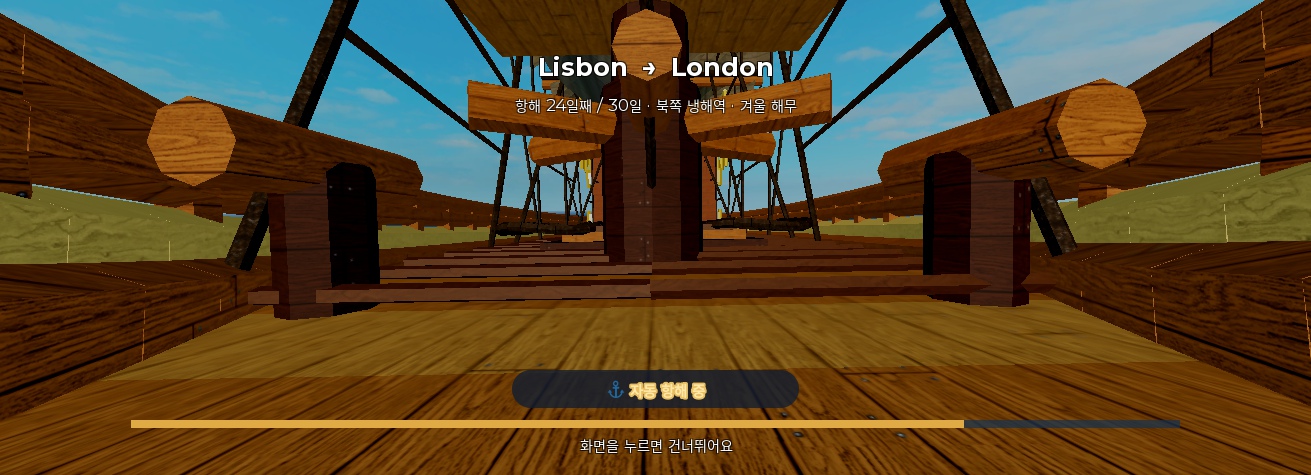 Lisbon → London
항해 24일째 / 30일 · 북쪽 냉해역 · 겨울 해무
⚓ 자동 항해 중
화면을 누르면 건너뛰어요